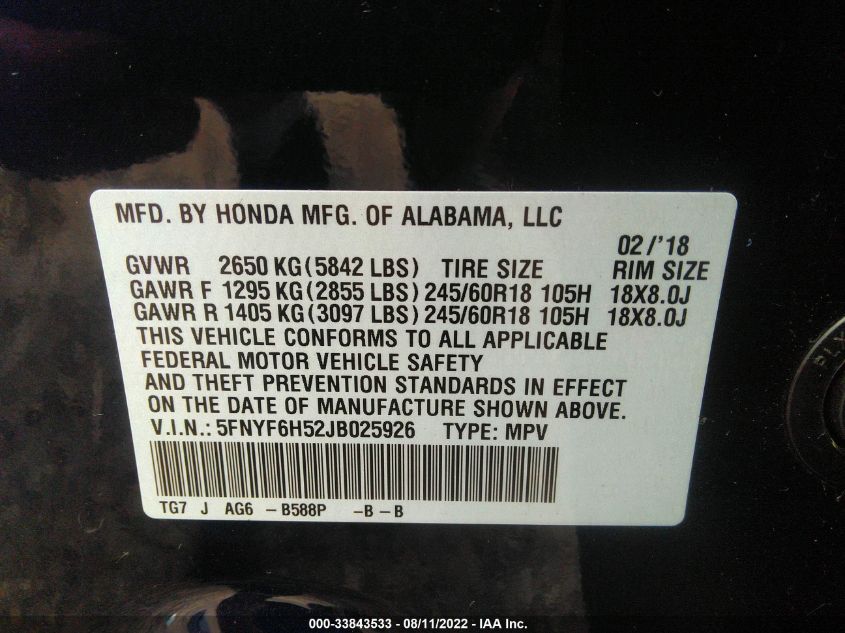 MFD. BY HONDA MFG. OF ALABAMA, LLC
02/'18
GVWR 2650 KG (5842 LBS) TIRE SIZE RIM SIZE
GAWR F 1295 KG (2855 LBS) 245/60R18 105H 18X8.0J
GAWR R 1405 KG (3097 LBS) 245/60R18 105H 18X8.0J
THIS VEHICLE CONFORMS TO ALL APPLICABLE
FEDERAL MOTOR VEHICLE SAFETY
AND THEFT PREVENTION STANDARDS IN EFFECT
ON THE DATE OF MANUFACTURE SHOWN ABOVE.
V.I.N.: 5FNYF6H52JB025926 TYPE: MPV
TG7 J AG6 - B588P - B - B
000-33843533 - 08/11/2022 - IAA Inc.